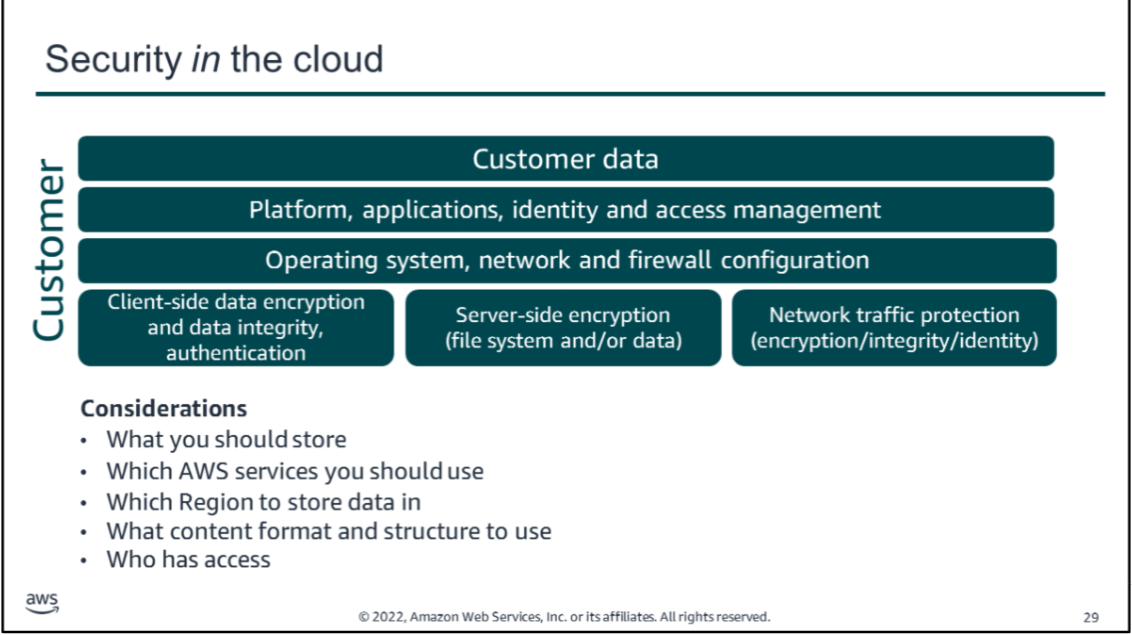 Security in the cloud
Customer
Customer data
Platform, applications, identity and access management
Operating system, network and firewall configuration
Client-side data encryption
and data integrity,
authentication
Server-side encryption
(file system and/or data)
Network traffic protection
(encryption/integrity/identity)
Considerations
• What you should store
• Which AWS services you should use
• Which Region to store data in
• What content format and structure to use
• Who has access
aws
© 2022, Amazon Web Services, Inc. or its affiliates. All rights reserved.
29